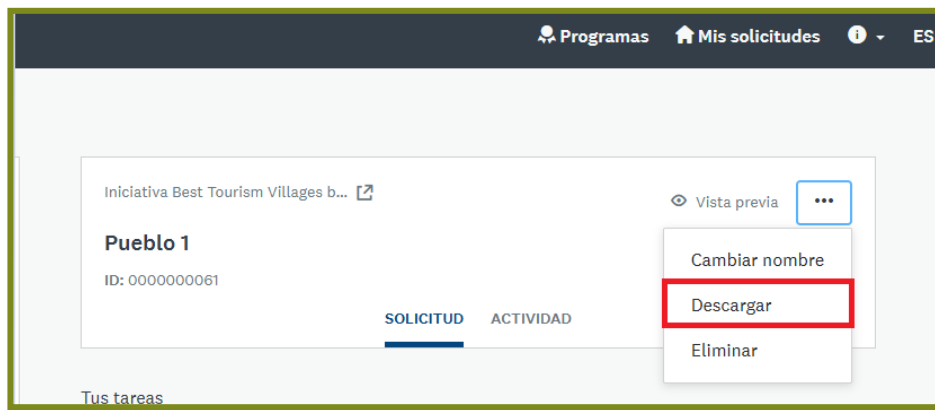 Programas Mis solicitudes ES
Iniciativa Best Tourism Villages b...
Vista previa
Pueblo 1
ID: 0000000061
Cambiar nombre
Descargar
SOLICITUD ACTIVIDAD
Eliminar
Tus tareas